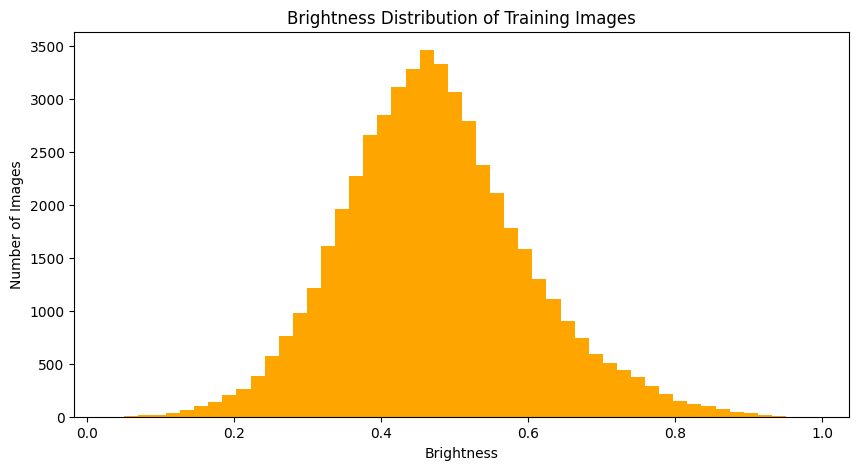 Brightness Distribution of Training Images
3500
3000
2500
2000
1500
1000
500
0
Number of Images
0.0 0.2 0.4 0.6 0.8 1.0
Brightness